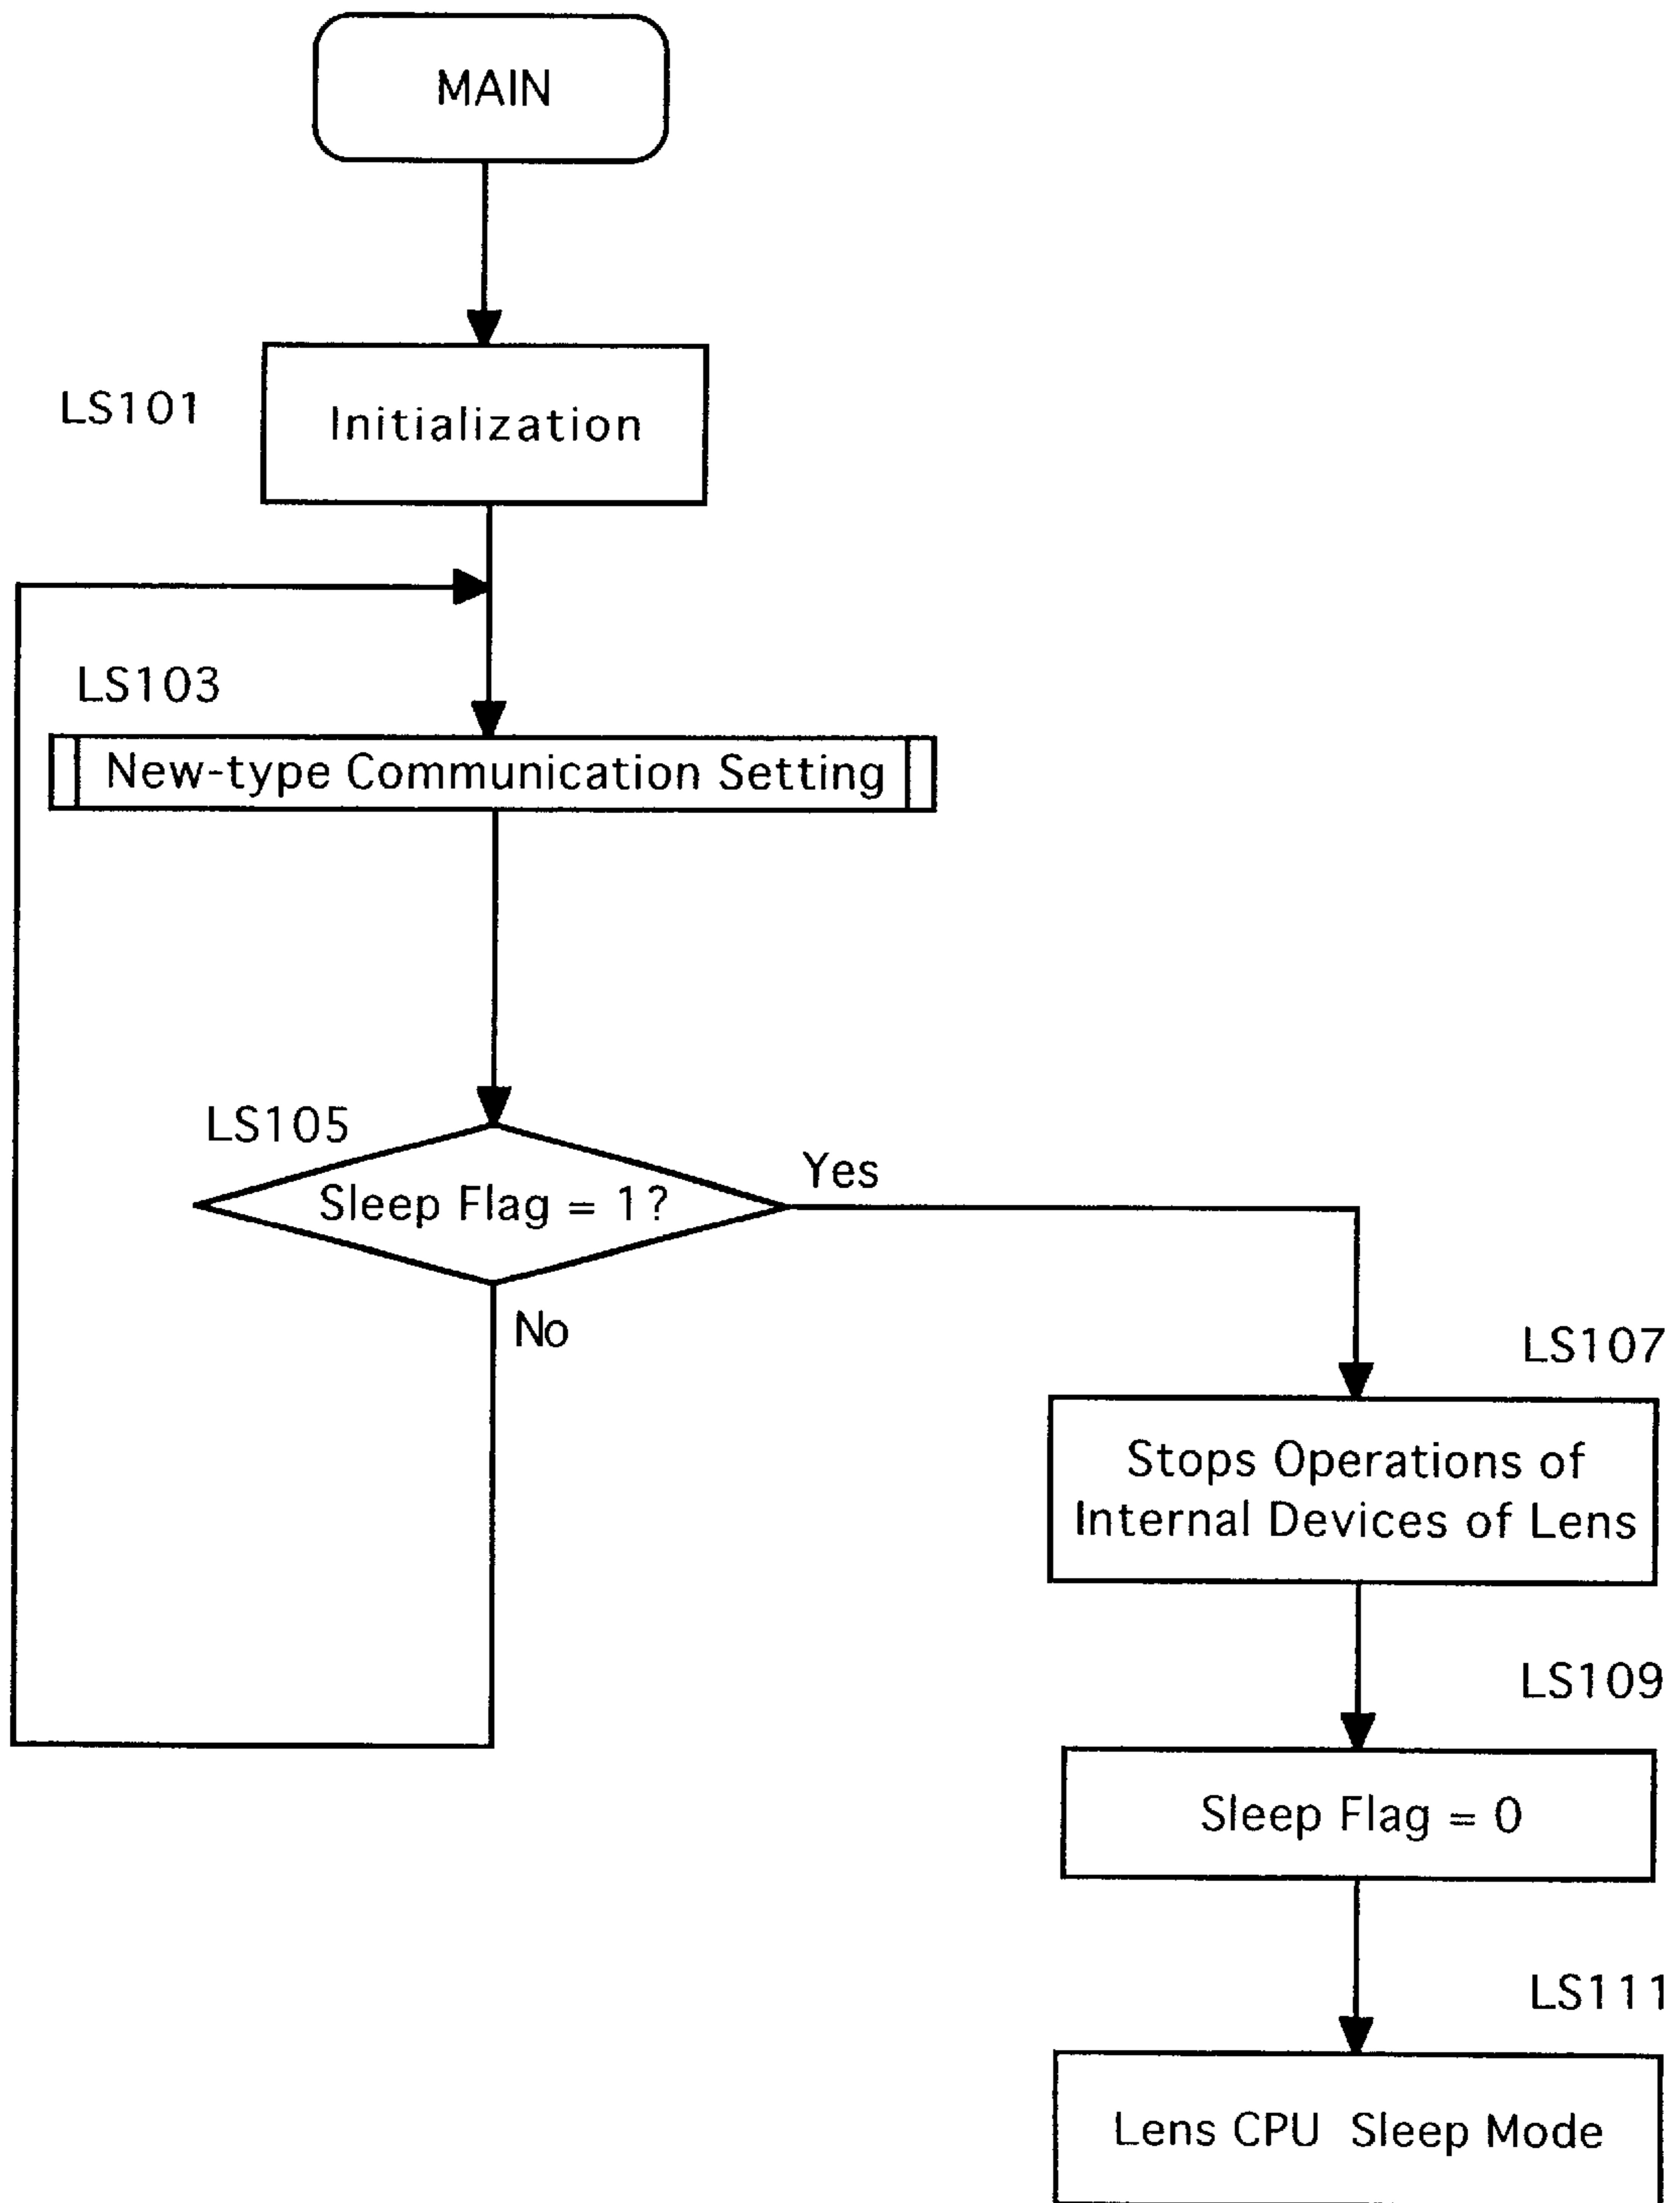 MAIN
LS101
Initialization
LS103
New-type Communication Setting
LS105
Sleep Flag = 1?
Yes
No
LS107
Stops Operations of
Internal Devices of Lens
LS109
Sleep Flag = 0
LS111
Lens CPU Sleep Mode